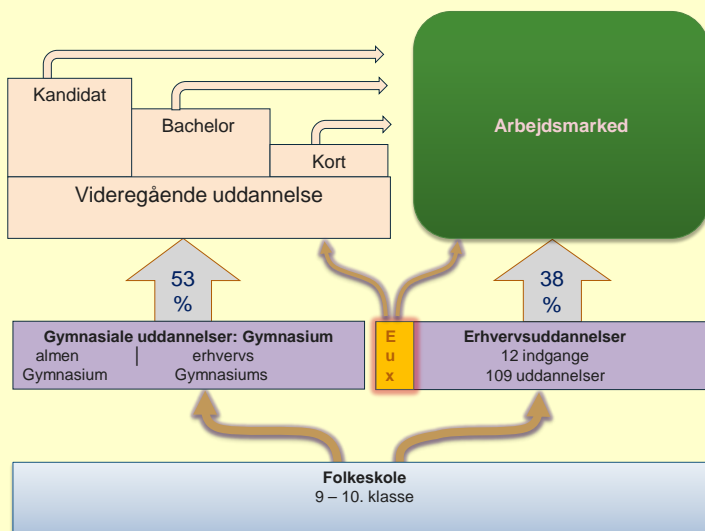 Kandidat
Bachelor
Kort
Videregående uddannelse
Arbejdsmarked
53
%
38
%
Gymnasiale uddannelser: Gymnasium
almen | erhvervs
Gymnasium Gymnasiums
E
u
x
Erhvervsuddannelser
12 indgange
109 uddannelser
Folkeskole
9 – 10. klasse